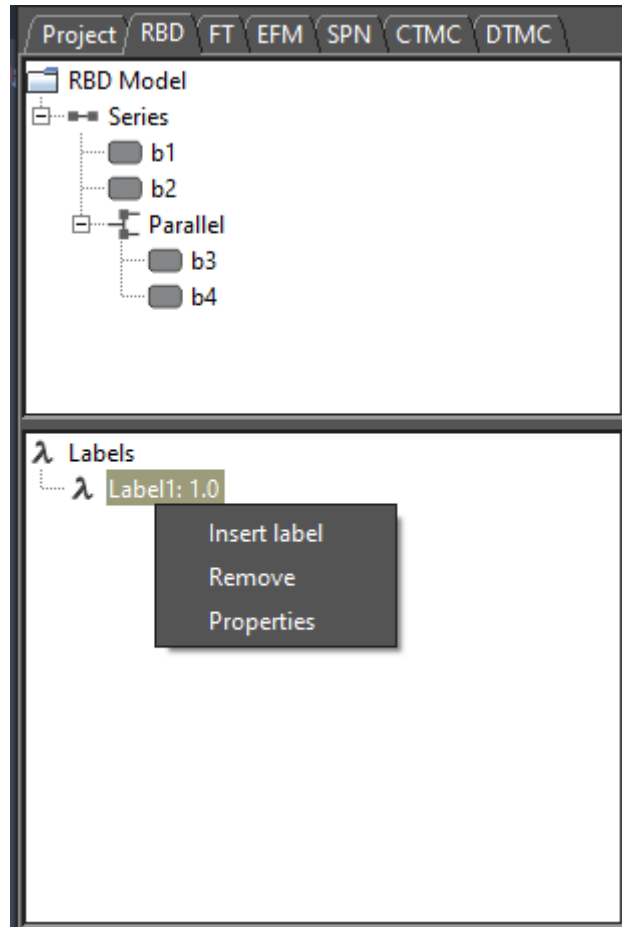 Project RBD FT EFM SPN CTMC DTMC
RBD Model
Series
b1
b2
Parallel
b3
b4
λ Labels
λ Label1: 1.0
Insert label
Remove
Properties